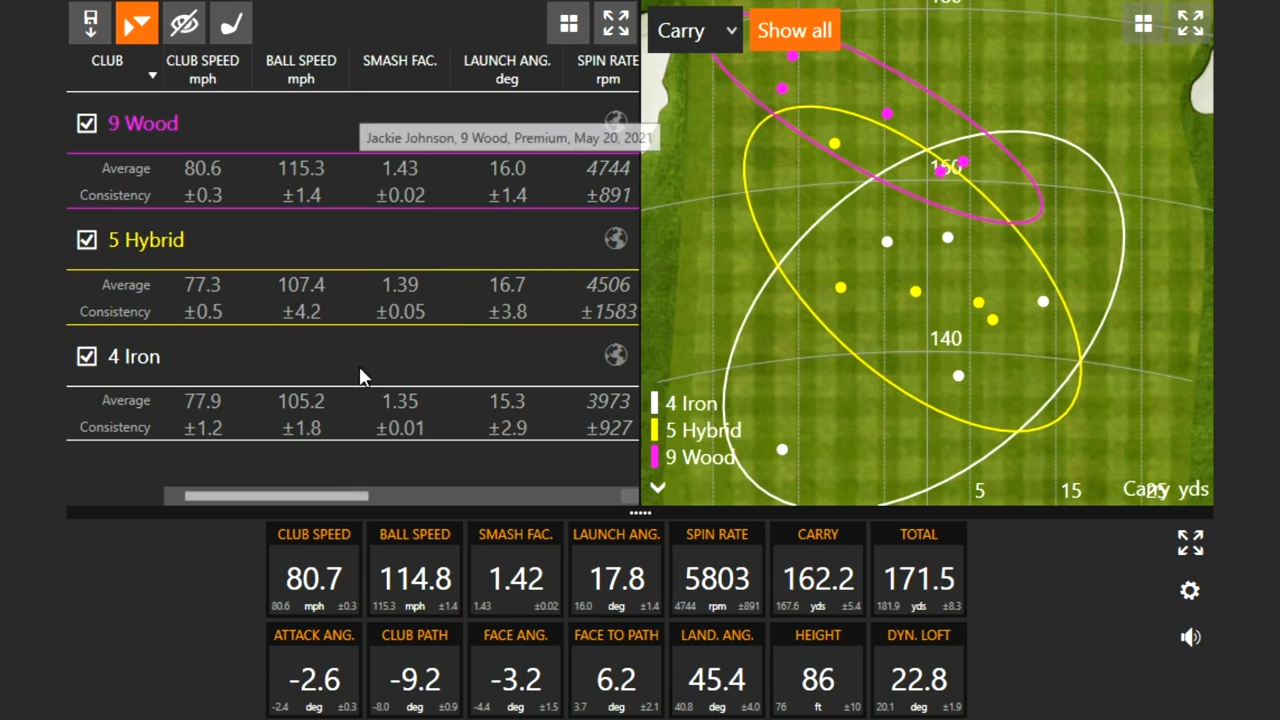 CLUB CLUB SPEED mph BALL SPEED mph SMASH FAC. LAUNCH ANG. deg SPIN RATE rpm
9 Wood
Jackie Johnson, 9 Wood, Premium, May 20, 2021
Average 80.6 115.3 1.43 16.0 4744
Consistency ±0.3 ±1.4 ±0.02 ±1.4 ±891
5 Hybrid
Average 77.3 107.4 1.39 16.7 4506
Consistency ±0.5 ±4.2 ±0.05 ±3.8 ±1583
4 Iron
Average 77.9 105.2 1.35 15.3 3973
Consistency ±1.2 ±1.8 ±0.01 ±2.9 ±927
Carry Show all
160
140
4 Iron
5 Hybrid
9 Wood
5 15 25 Carry yds
CLUB SPEED BALL SPEED SMASH FAC. LAUNCH ANG. SPIN RATE CARRY TOTAL
80.7 114.8 1.42 17.8 5803 162.2 171.5
80.6 mph ±0.3 115.3 mph ±1.4 1.43 ±0.02 16.0 deg ±1.4 4744 rpm ±891 167.6 yds ±5.4 181.9 yds ±8.3
ATTACK ANG. CLUB PATH FACE ANG. FACE TO PATH LAND. ANG. HEIGHT DYN. LOFT
-2.6 -9.2 -3.2 6.2 45.4 86 22.8
-2.4 deg ±0.3 -8.0 deg ±0.9 -4.4 deg ±1.5 3.7 deg ±2.1 40.8 deg ±4.0 76 ft ±10 20.1 deg ±1.9